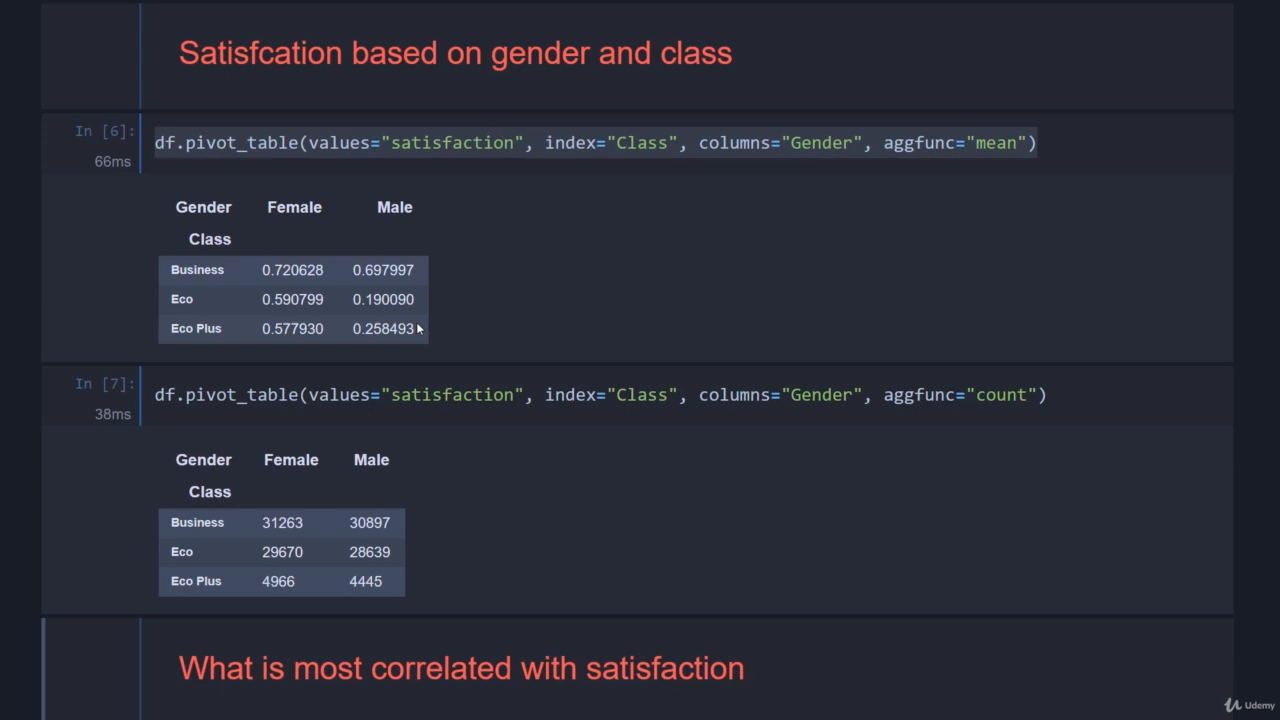 Satisfcation based on gender and class
In [6]:
df.pivot_table(values="satisfaction", index="Class", columns="Gender", aggfunc="mean")
66ms
Gender Female Male
Class
Business 0.720628 0.697997
Eco 0.590799 0.190090
Eco Plus 0.577930 0.258493
In [7]:
df.pivot_table(values="satisfaction", index="Class", columns="Gender", aggfunc="count")
38ms
Gender Female Male
Class
Business 31263 30897
Eco 29670 28639
Eco Plus 4966 4445
What is most correlated with satisfaction
Udemy